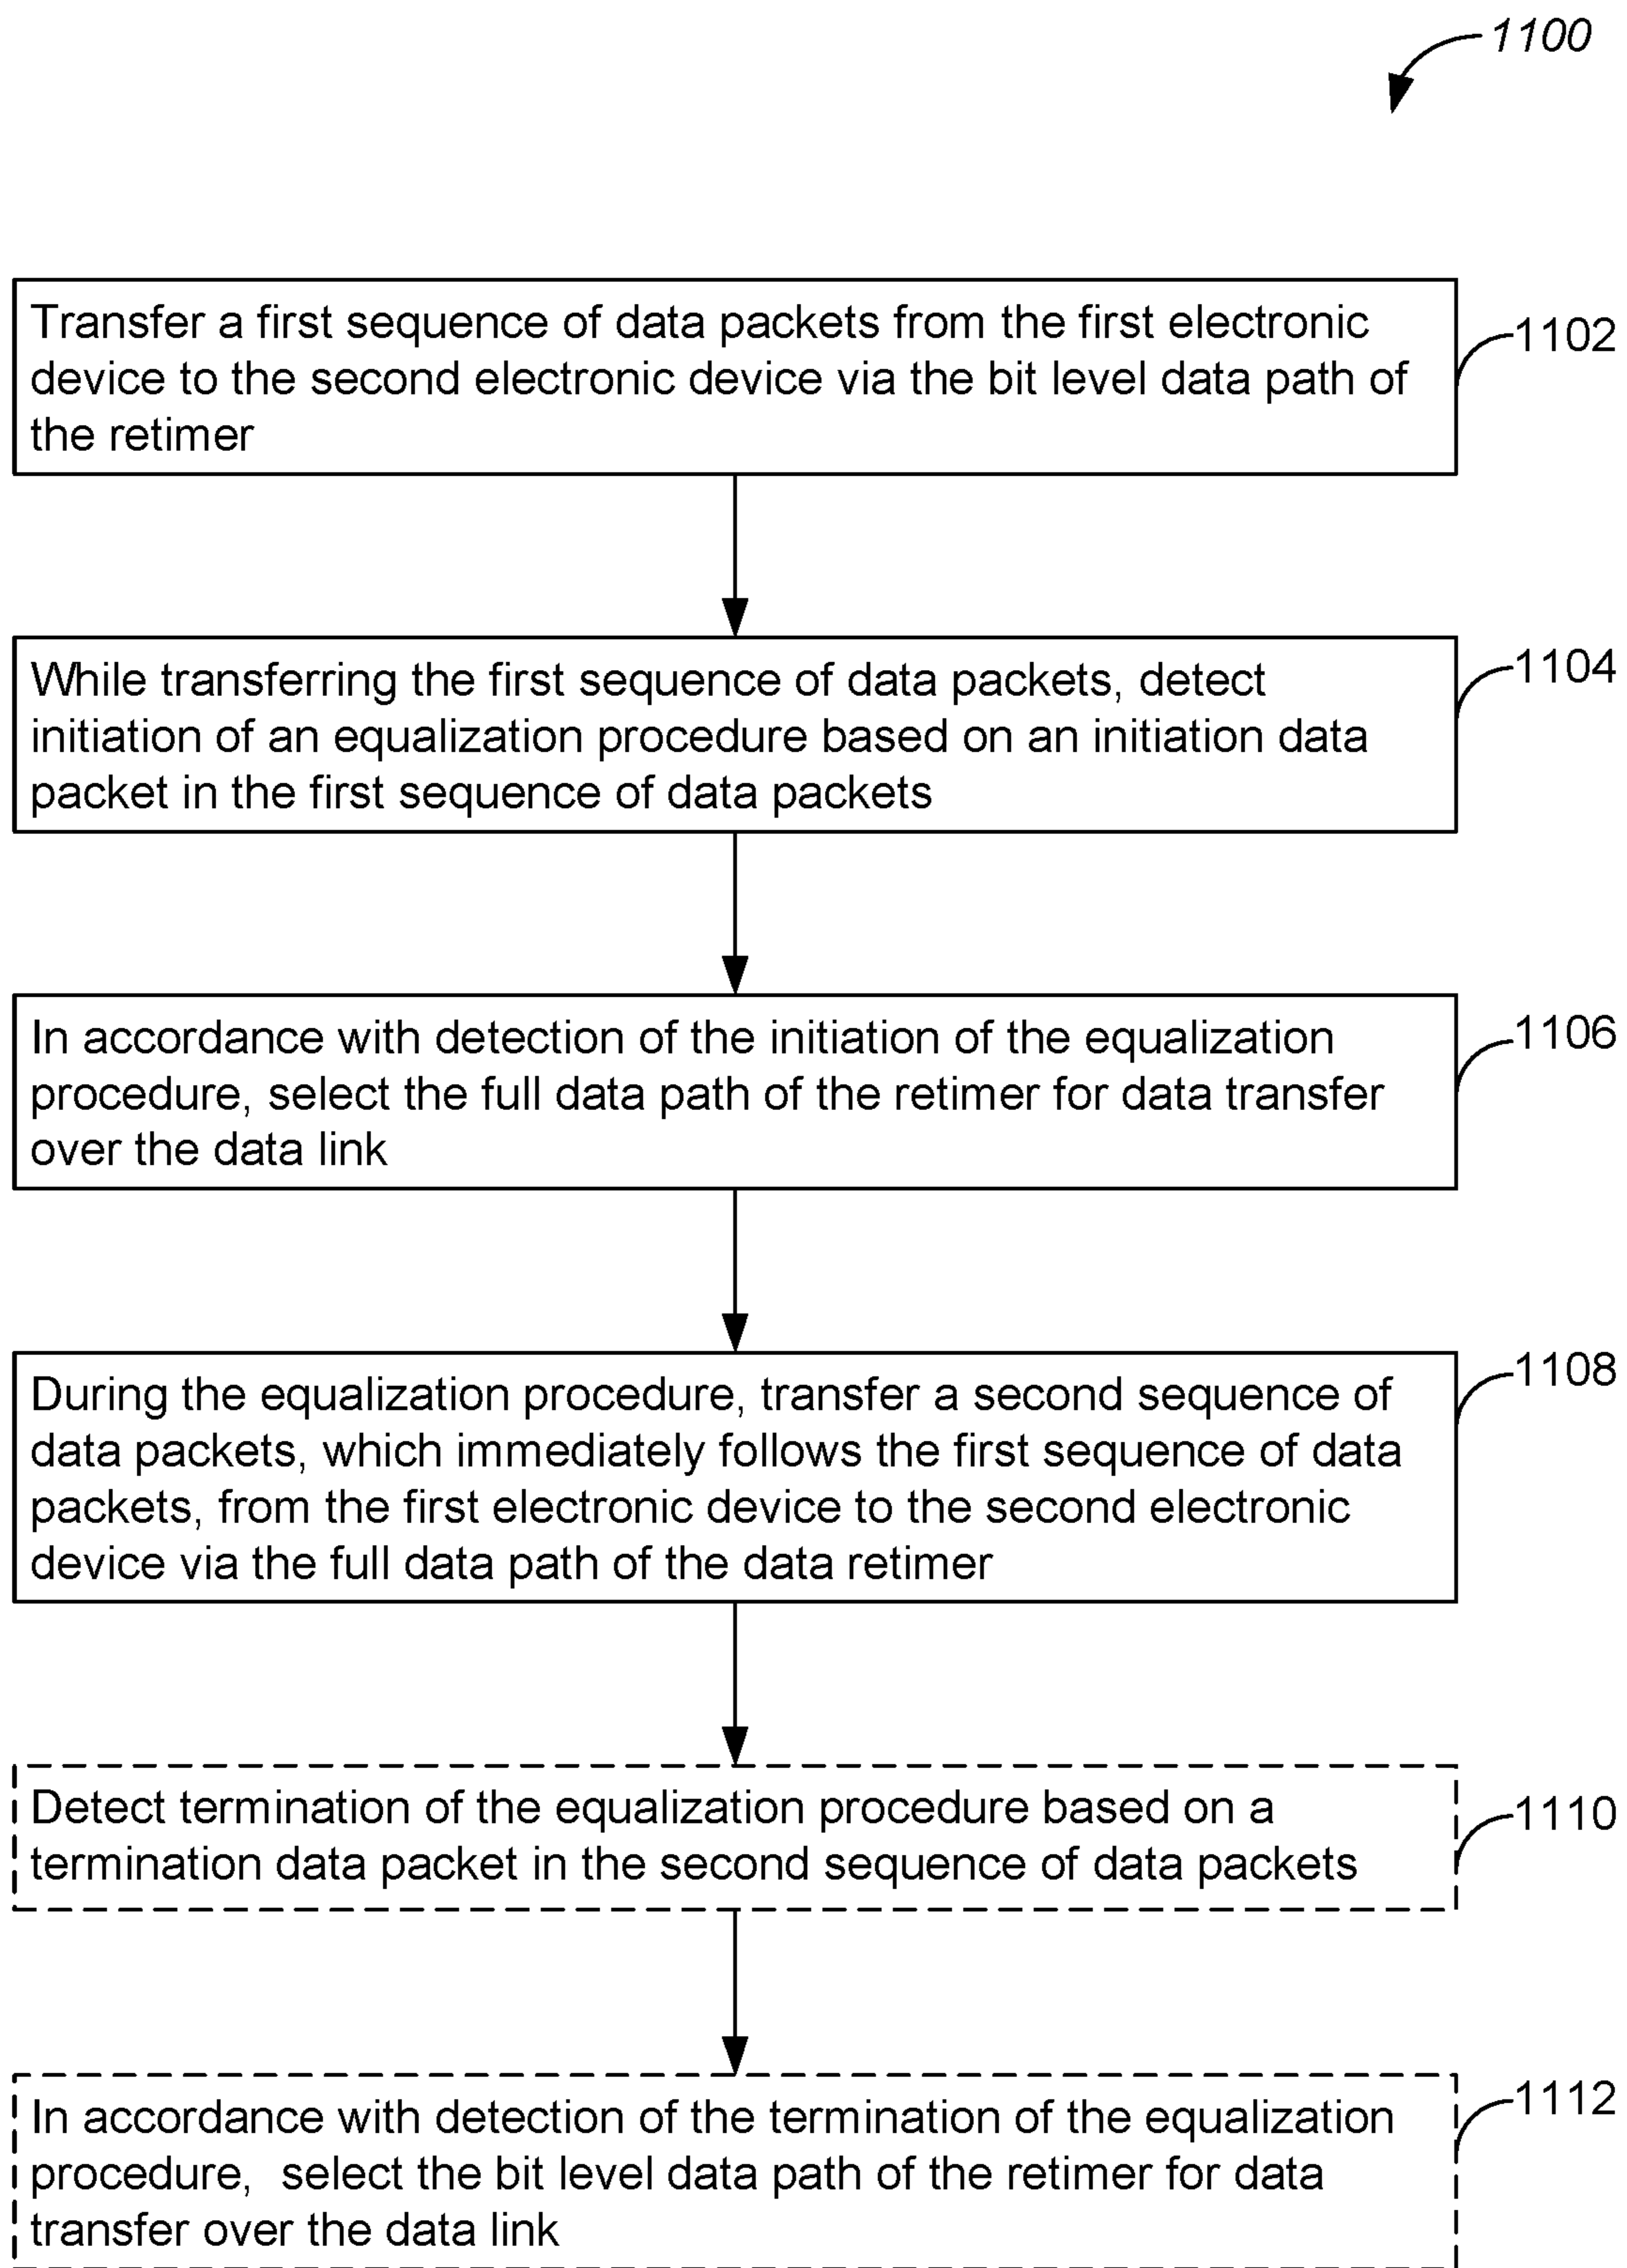 1100
Transfer a first sequence of data packets from the first electronic
device to the second electronic device via the bit level data path of
the retimer
1102
While transferring the first sequence of data packets, detect
initiation of an equalization procedure based on an initiation data
packet in the first sequence of data packets
1104
In accordance with detection of the initiation of the equalization
procedure, select the full data path of the retimer for data transfer
over the data link
1106
During the equalization procedure, transfer a second sequence of
data packets, which immediately follows the first sequence of data
packets, from the first electronic device to the second electronic
device via the full data path of the data retimer
1108
Detect termination of the equalization procedure based on a
termination data packet in the second sequence of data packets
1110
In accordance with detection of the termination of the equalization
procedure,  select the bit level data path of the retimer for data
transfer over the data link
1112